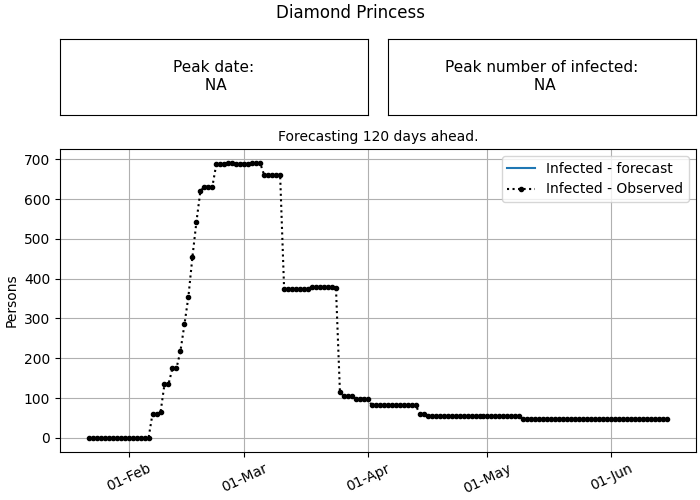 Diamond Princess
Peak date:
NA
Peak number of infected:
NA
Forecasting 120 days ahead.
Infected - forecast
Infected - Observed
700
600
500
400
300
200
100
0
Persons
01-Feb
01-Mar
01-Apr
01-May
01-Jun